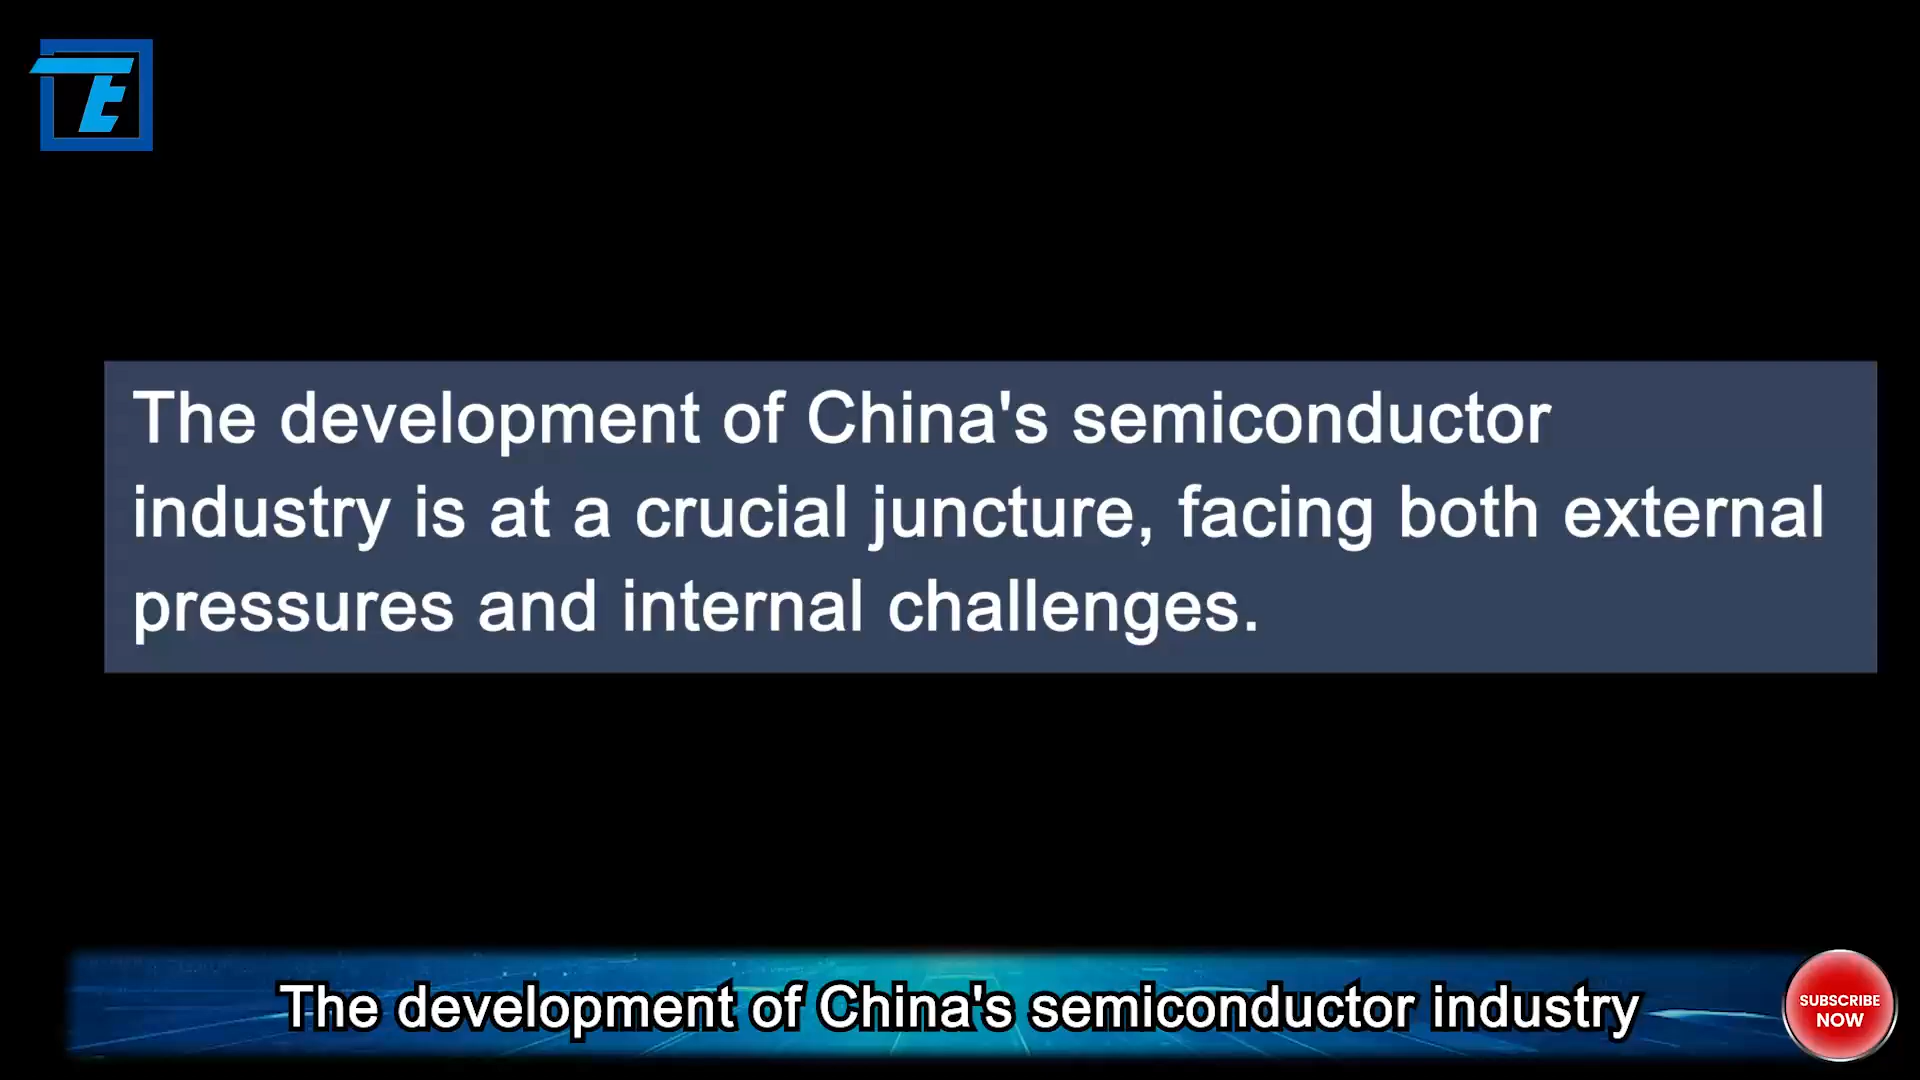 TE
The development of China's semiconductor
industry is at a crucial juncture, facing both external
pressures and internal challenges.
The development of China's semiconductor industry
SUBSCRIBE
NOW